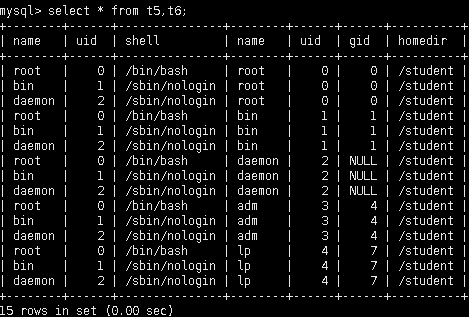 mysql> select * from t5,t6;
+--------+-----+---------------+--------+-----+------+----------+
| name | uid | shell | name | uid | gid | homedir |
+--------+-----+---------------+--------+-----+------+----------+
| root | 0 | /bin/bash | root | 0 | 0 | /student |
| bin | 1 | /sbin/nologin | root | 0 | 0 | /student |
| daemon | 2 | /sbin/nologin | root | 0 | 0 | /student |
| root | 0 | /bin/bash | bin | 1 | 1 | /student |
| bin | 1 | /sbin/nologin | bin | 1 | 1 | /student |
| daemon | 2 | /sbin/nologin | bin | 1 | 1 | /student |
| root | 0 | /bin/bash | daemon | 2 | NULL | /student |
| bin | 1 | /sbin/nologin | daemon | 2 | NULL | /student |
| daemon | 2 | /sbin/nologin | daemon | 2 | NULL | /student |
| root | 0 | /bin/bash | adm | 3 | 4 | /student |
| bin | 1 | /sbin/nologin | adm | 3 | 4 | /student |
| daemon | 2 | /sbin/nologin | adm | 3 | 4 | /student |
| root | 0 | /bin/bash | lp | 4 | 7 | /student |
| bin | 1 | /sbin/nologin | lp | 4 | 7 | /student |
| daemon | 2 | /sbin/nologin | lp | 4 | 7 | /student |
+--------+-----+---------------+--------+-----+------+----------+
15 rows in set (0.00 sec)